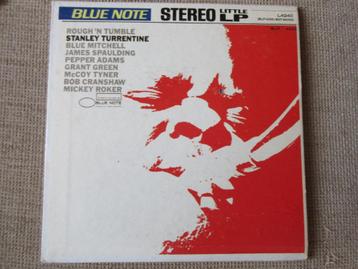 BLUE NOTE STEREO LITTLE LP L4240
ROUGH 'N TUMBLE
STANLEY TURRENTINE
BLUE MITCHELL
JAMES SPAULDING
PEPPER ADAMS
GRANT GREEN
McCOY TYNER
BOB CRANSHAW
MICKEY ROKER
BLUE NOTE